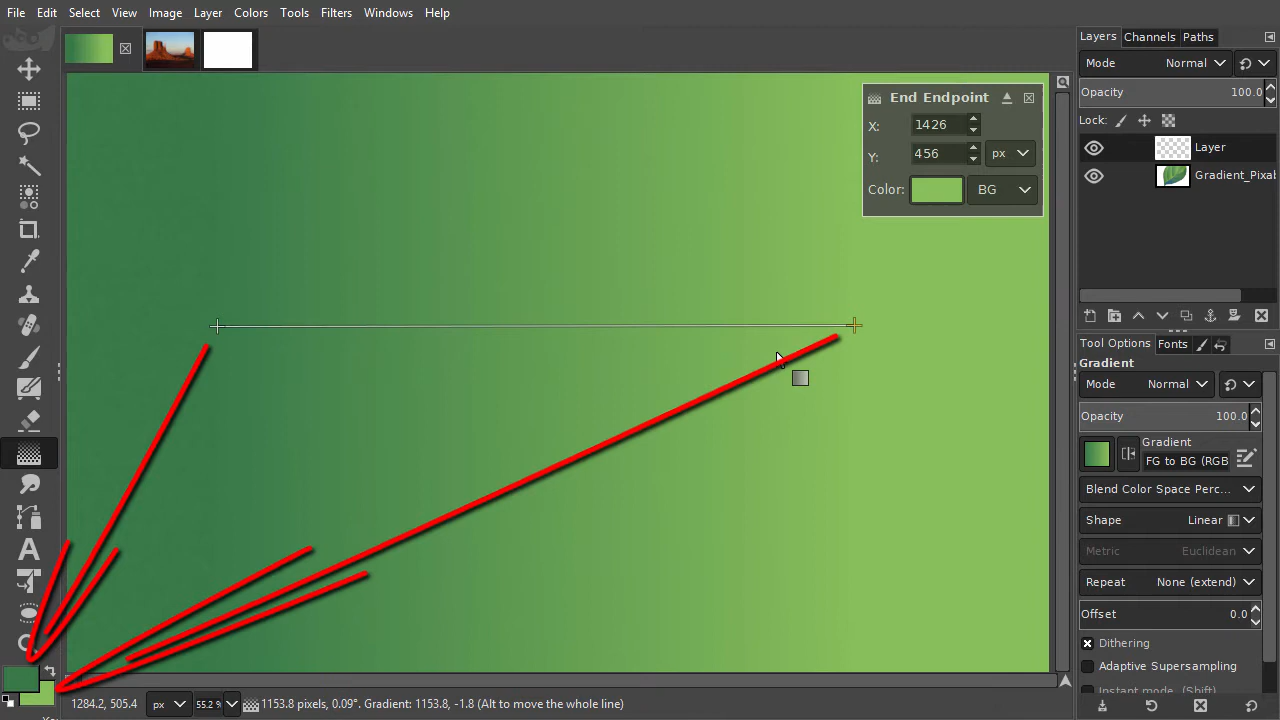 File Edit Select View Image Layer Colors Tools Filters Windows Help
Layers Channels Paths
Mode Normal
Opacity 100.0
Lock:
Layer
Gradient_Pixab
End Endpoint
X: 1426
Y: 456 px
Color: BG
Tool Options Fonts
Gradient
Mode Normal
Opacity 100.0
Gradient
FG to BG (RGB
Blend Color Space Perc...
Shape Linear
Metric Euclidean
Repeat None (extend)
Offset 0.0
Dithering
Adaptive Supersampling
Instant mode (Shift)
1284.2, 505.4 px 55.2 % 1153.8 pixels, 0.09°. Gradient: 1153.8, -1.8 (Alt to move the whole line)